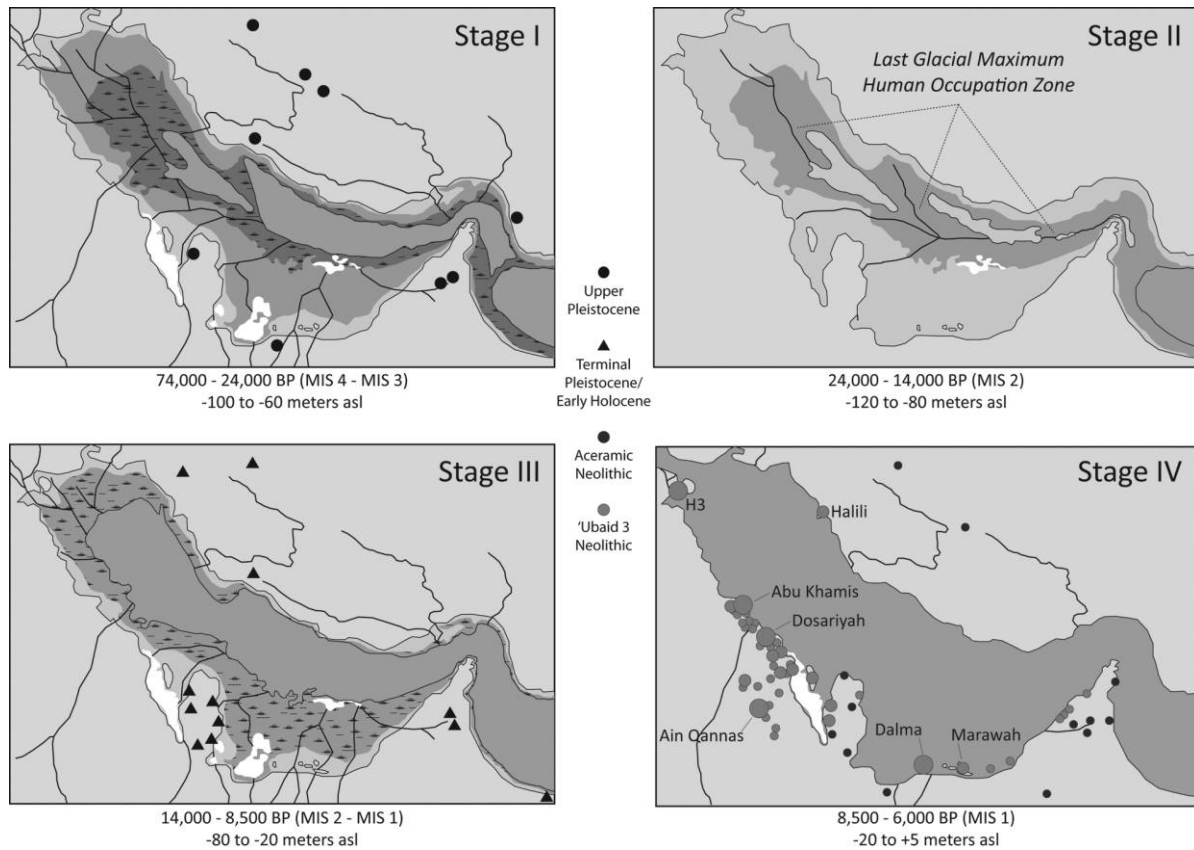 Stage I
74,000 - 24,000 BP (MIS 4 - MIS 3)
-100 to -60 meters asl
Stage II
Last Glacial Maximum
Human Occupation Zone
24,000 - 14,000 BP (MIS 2)
-120 to -80 meters asl
Upper
Pleistocene
Terminal
Pleistocene/
Early Holocene
Aceramic
Neolithic
'Ubaid 3
Neolithic
Stage III
14,000 - 8,500 BP (MIS 2 - MIS 1)
-80 to -20 meters asl
Stage IV
H3
Halili
Abu Khamis
Dosariyah
Ain Qannas
Dalma
Marawah
8,500 - 6,000 BP (MIS 1)
-20 to +5 meters asl